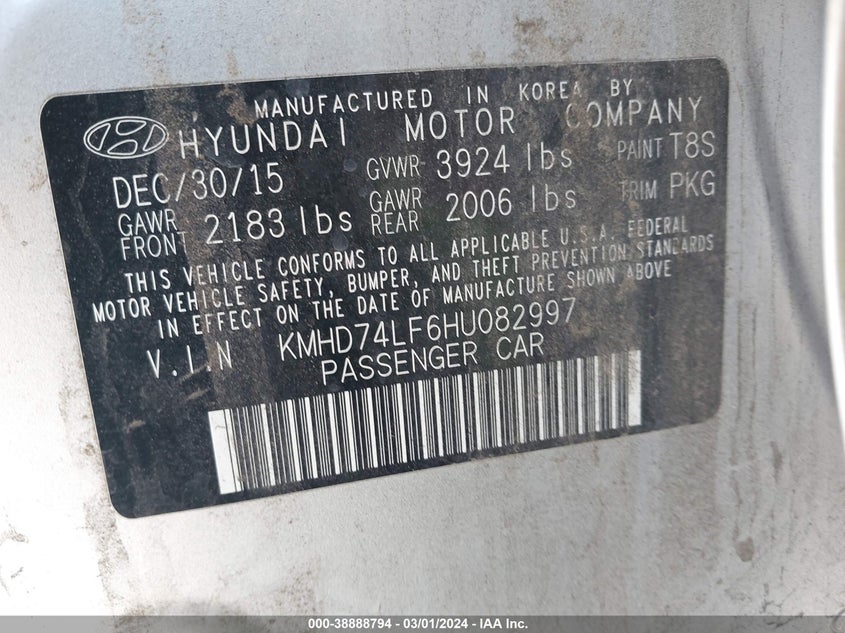 MANUFACTURED IN KOREA BY
HYUNDAI MOTOR COMPANY
DEC/30/15 GVWR 3924 lbs PAINT T8S
GAWR FRONT 2183 lbs GAWR REAR 2006 lbs TRIM PKG
THIS VEHICLE CONFORMS TO ALL APPLICABLE U.S.A. FEDERAL
MOTOR VEHICLE SAFETY, BUMPER, AND THEFT PREVENTION STANDARDS
IN EFFECT ON THE DATE OF MANUFACTURE SHOWN ABOVE
V.I.N KMHD74LF6HU082997
PASSENGER CAR
000-38888794 - 03/01/2024 - IAA Inc.